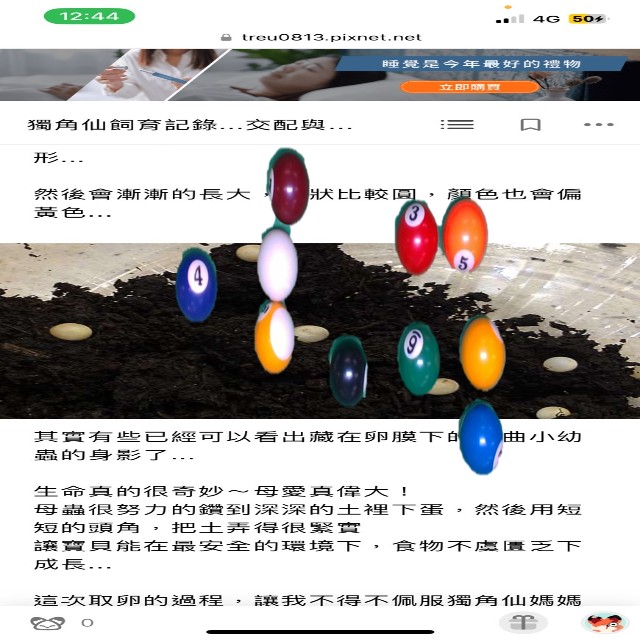 12:44
4G 50
treu0813.pixnet.net
睡覺是今年最好的禮物
立即購買
獨角仙飼育記錄...交配與...
形...
然後會漸漸的長大，狀比較圓，顏色也會偏
黃色...
3
5
4
9
其實有些已經可以看出藏在卵膜下的曲小幼
蟲的身影了...
生命真的很奇妙～母愛真偉大！
母蟲很努力的鑽到深深的土裡下蛋，然後用短
短的頭角，把土弄得很緊實
讓寶貝能在最安全的環境下，食物不虞匱乏下
成長...
這次取卵的過程，讓我不得不佩服獨角仙媽媽
0